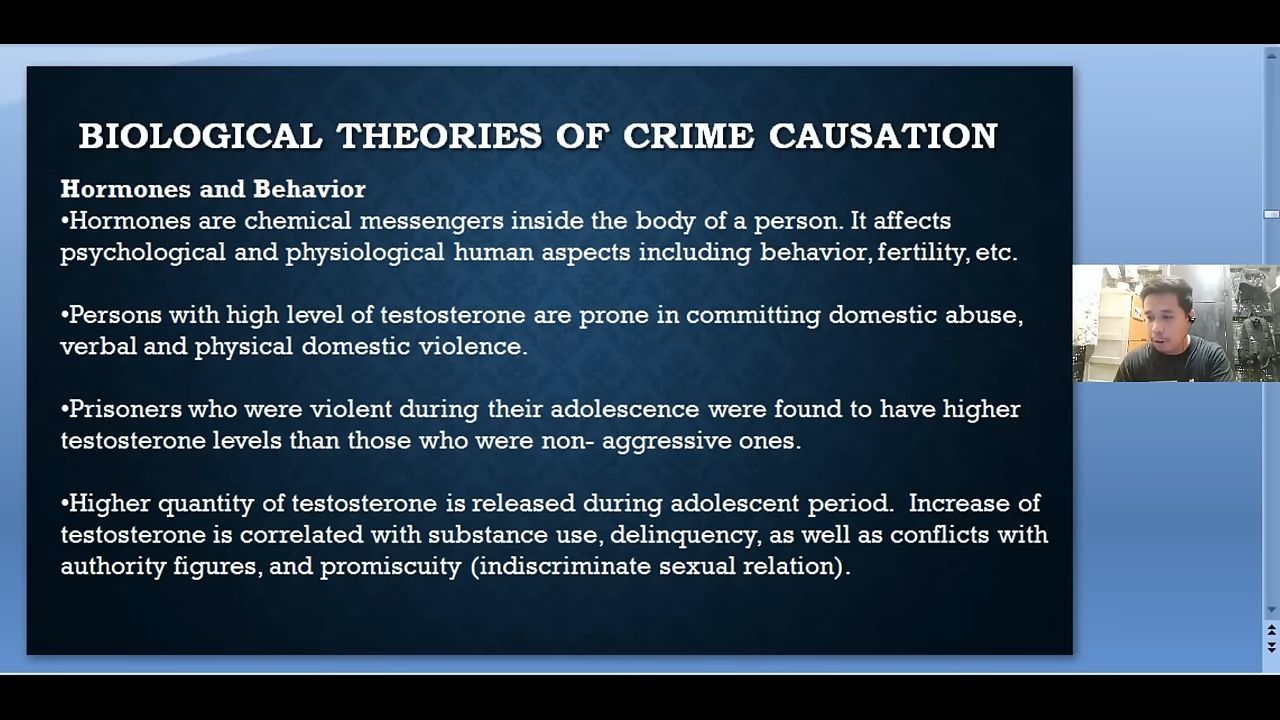 BIOLOGICAL THEORIES OF CRIME CAUSATION
Hormones and Behavior
•Hormones are chemical messengers inside the body of a person. It affects
psychological and physiological human aspects including behavior, fertility, etc.
•Persons with high level of testosterone are prone in committing domestic abuse,
verbal and physical domestic violence.
•Prisoners who were violent during their adolescence were found to have higher
testosterone levels than those who were non- aggressive ones.
•Higher quantity of testosterone is released during adolescent period.  Increase of
testosterone is correlated with substance use, delinquency, as well as conflicts with
authority figures, and promiscuity (indiscriminate sexual relation).